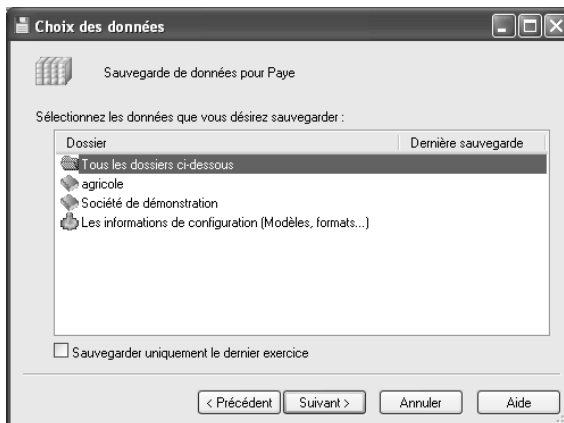 Choix des données
Sauvegarde de données pour Paye
Sélectionnez les données que vous désirez sauvegarder :
Dossier Dernière sauvegarde
Tous les dossiers ci-dessous
agricole
Société de démonstration
Les informations de configuration (Modèles, formats...)
Sauvegarder uniquement le dernier exercice
< Précédent Suivant > Annuler Aide